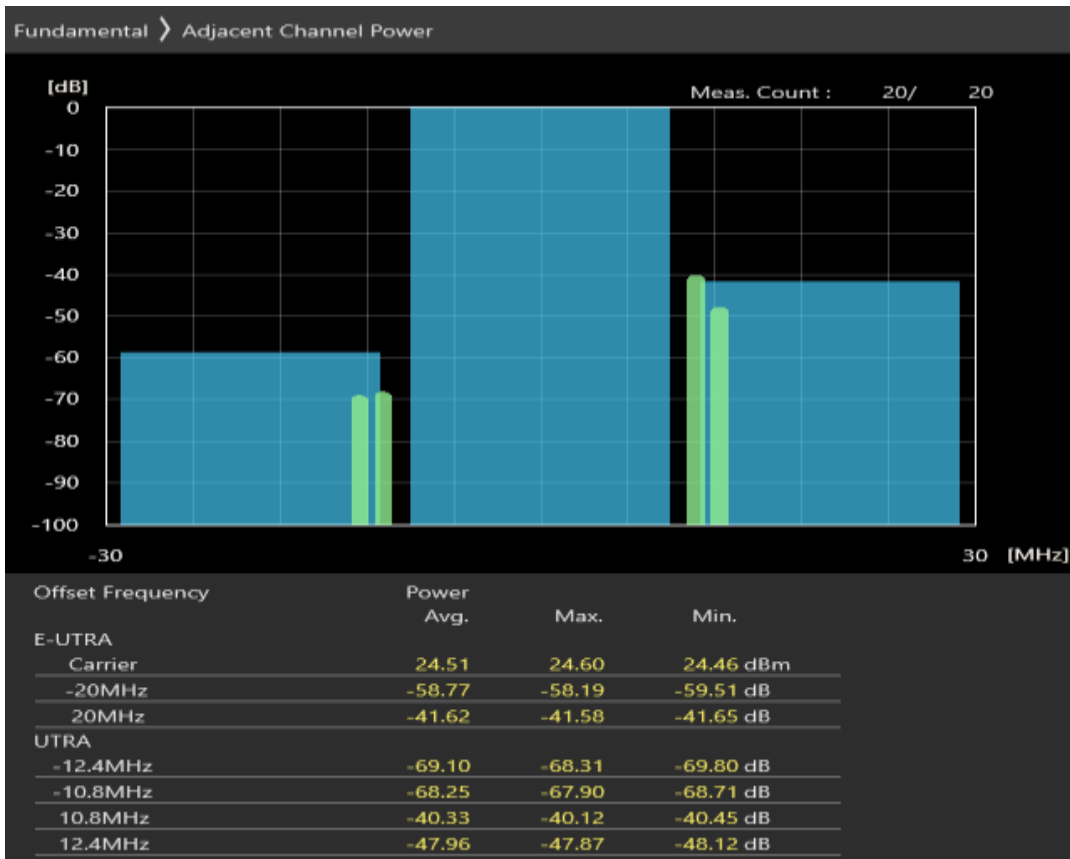 Fundamental ❯ Adjacent Channel Power
[dB]
Meas. Count : 20/ 20
0
-10
-20
-30
-40
-50
-60
-70
-80
-90
-100
-30 30 [MHz]
Offset Frequency Power
Avg. Max. Min.
E-UTRA
Carrier 24.51 24.60 24.46 dBm
-20MHz -58.77 -58.19 -59.51 dB
20MHz -41.62 -41.58 -41.65 dB
UTRA
-12.4MHz -69.10 -68.31 -69.80 dB
-10.8MHz -68.25 -67.90 -68.71 dB
10.8MHz -40.33 -40.12 -40.45 dB
12.4MHz -47.96 -47.87 -48.12 dB